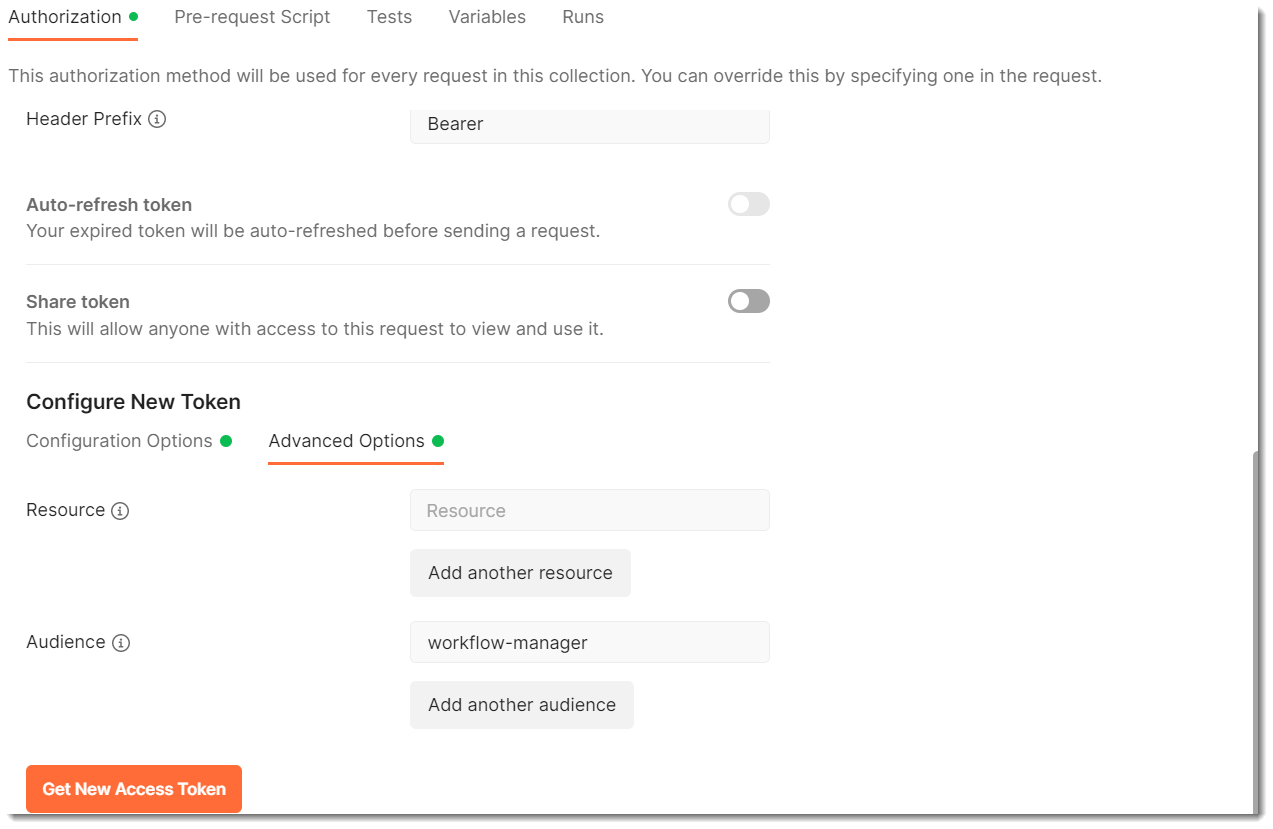 Authorization Pre-request Script Tests Variables Runs
This authorization method will be used for every request in this collection. You can override this by specifying one in the request.
Header Prefix Bearer
Auto-refresh token
Your expired token will be auto-refreshed before sending a request.
Share token
This will allow anyone with access to this request to view and use it.
Configure New Token
Configuration Options Advanced Options
Resource Resource
Add another resource
Audience workflow-manager
Add another audience
Get New Access Token